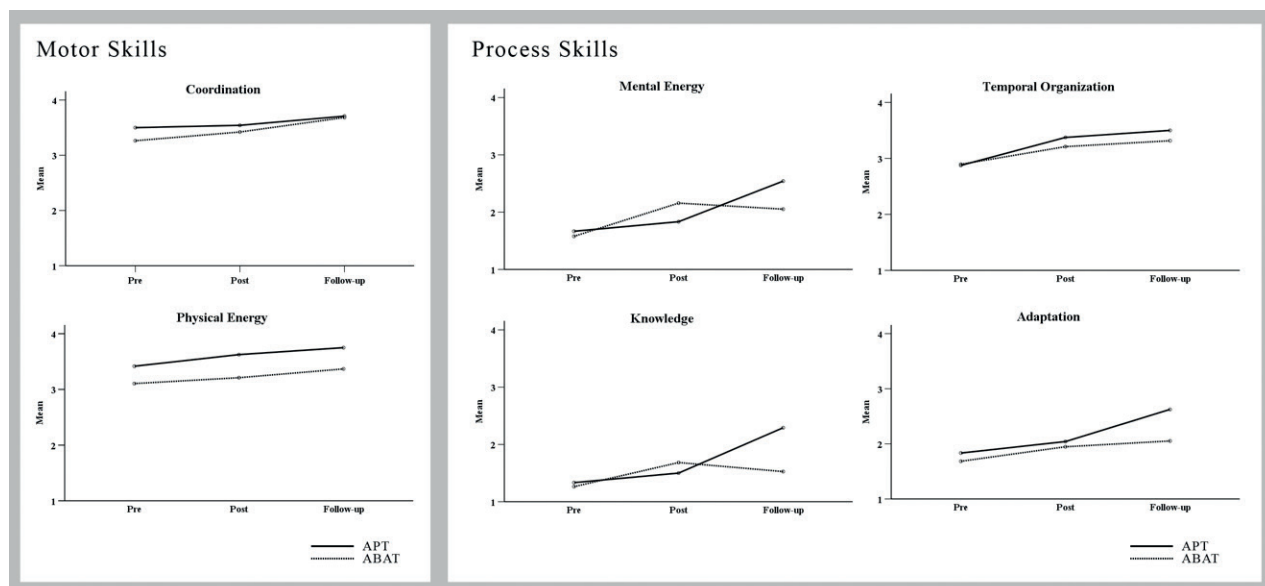 Motor Skills
Coordination
4
3
Mean
2
1
Pre Post Follow-up
Physical Energy
4
3
Mean
2
1
Pre Post Follow-up
APT
ABAT
Process Skills
Mental Energy
4
3
Mean
2
1
Pre Post Follow-up
Temporal Organization
4
3
Mean
2
1
Pre Post Follow-up
Knowledge
4
3
Mean
2
1
Pre Post Follow-up
Adaptation
4
3
Mean
2
1
Pre Post Follow-up
APT
ABAT